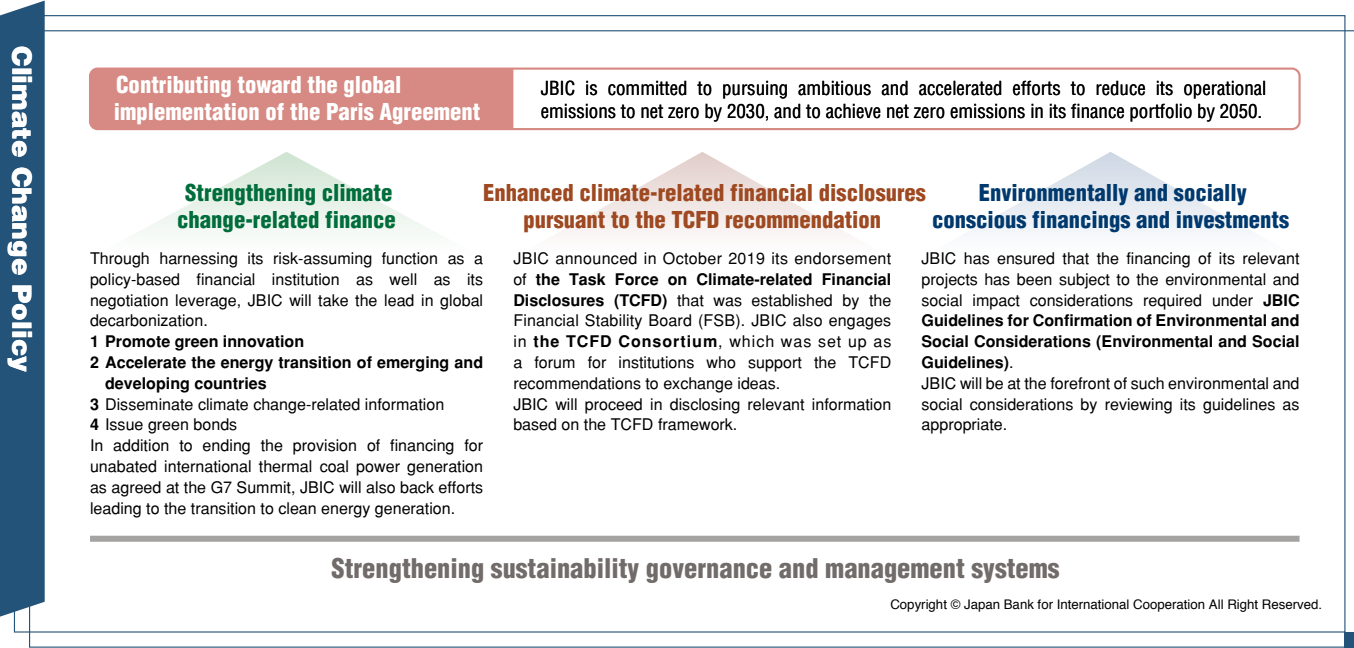 Climate Change Policy
Contributing toward the global
implementation of the Paris Agreement
JBIC is committed to pursuing ambitious and accelerated efforts to reduce its operational
emissions to net zero by 2030, and to achieve net zero emissions in its finance portfolio by 2050.
Strengthening climate
change-related finance
Through harnessing its risk-assuming function as a
policy-based financial institution as well as its
negotiation leverage, JBIC will take the lead in global
decarbonization.
1 Promote green innovation
2 Accelerate the energy transition of emerging and
developing countries
3 Disseminate climate change-related information
4 Issue green bonds
In addition to ending the provision of financing for
unabated international thermal coal power generation
as agreed at the G7 Summit, JBIC will also back efforts
leading to the transition to clean energy generation.
Enhanced climate-related financial disclosures
pursuant to the TCFD recommendation
JBIC announced in October 2019 its endorsement
of the Task Force on Climate-related Financial
Disclosures (TCFD) that was established by the
Financial Stability Board (FSB). JBIC also engages
in the TCFD Consortium, which was set up as
a forum for institutions who support the TCFD
recommendations to exchange ideas.
JBIC will proceed in disclosing relevant information
based on the TCFD framework.
Environmentally and socially
conscious financings and investments
JBIC has ensured that the financing of its relevant
projects has been subject to the environmental and
social impact considerations required under JBIC
Guidelines for Confirmation of Environmental and
Social Considerations (Environmental and Social
Guidelines).
JBIC will be at the forefront of such environmental and
social considerations by reviewing its guidelines as
appropriate.
Strengthening sustainability governance and management systems
Copyright © Japan Bank for International Cooperation All Right Reserved.